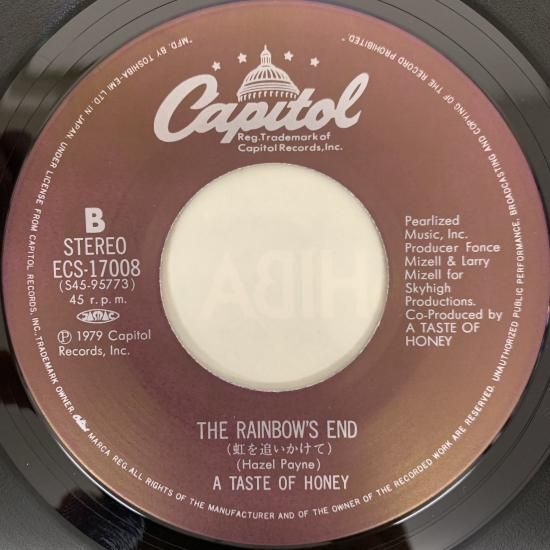 "MFD. BY TOSHIBA-EMI LTD. IN JAPAN UNDER LICENSE FROM CAPITOL RECORDS, INC., TRADEMARK OWNER Capitol MARCA REG. ALL RIGHTS OF THE MANUFACTURER AND OF THE OWNER OF THE RECORDED WORK ARE RESERVED. UNAUTHORIZED PUBLIC PERFORMANCE, BROADCASTING AND COPYING OF THE RECORD PROHIBITED."
Capitol
Reg. Trademark of
Capitol Records, Inc.
B
STEREO
ECS-17008
(S45-95773)
45 r.p.m.
JASRAC
Ⓟ 1979 Capitol
Records, Inc.
Pearlized
Music, Inc.
Producer Fonce
Mizell & Larry
Mizell for
Skyhigh
Productions.
Co-Produced by
A TASTE OF
HONEY
THE RAINBOW'S END
(虹を追いかけて)
(Hazel Payne)
A TASTE OF HONEY